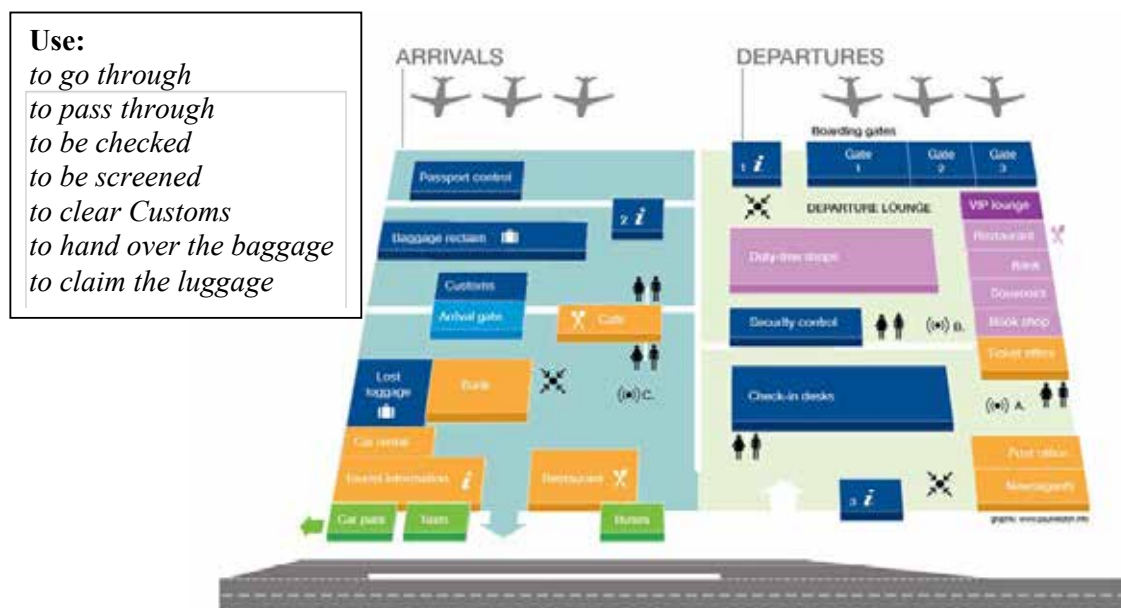 Use:
to go through
to pass through
to be checked
to be screened
to clear Customs
to hand over the baggage
to claim the luggage
ARRIVALS
DEPARTURES
Boarding gates
Gate 1
Gate 2
Gate 3
Passport control
1 i
2 i
DEPARTURE LOUNGE
VIP lounge
Restaurant
Baggage reclaim
Duty-free shops
Bank
Customs
Souvenirs
Arrival gate
Cafe
Security control
B.
Book shop
Ticket office
Lost
luggage
Bank
C.
Check-in desks
A.
Car rental
Post office
Tourist information i
Restaurant
3 i
Newsagent's
Car park
Taxis
Buses